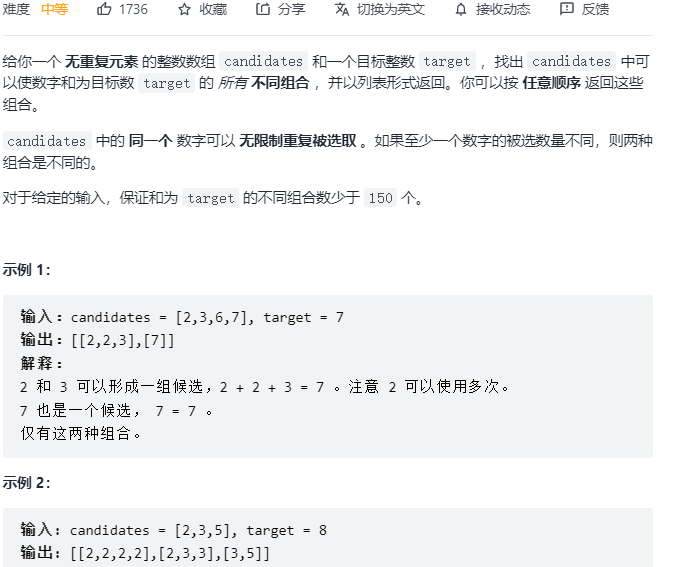 难度 中等 1736 收藏 分享 切换为英文 接收动态 反馈
给你一个 无重复元素 的整数数组 candidates 和一个目标整数 target ，找出 candidates 中可
以使数字和为目标数 target 的 所有 不同组合 ，并以列表形式返回。你可以按 任意顺序 返回这些
组合。
candidates 中的 同一个 数字可以 无限制重复被选取 。如果至少一个数字的被选数量不同，则两种
组合是不同的。
对于给定的输入，保证和为 target 的不同组合数少于 150 个。
示例 1：
输入：candidates = [2,3,6,7], target = 7
输出：[[2,2,3],[7]]
解释：
2 和 3 可以形成一组候选，2 + 2 + 3 = 7 。注意 2 可以使用多次。
7 也是一个候选， 7 = 7 。
仅有这两种组合。
示例 2：
输入：candidates = [2,3,5], target = 8
输出：[[2,2,2,2],[2,3,3],[3,5]]